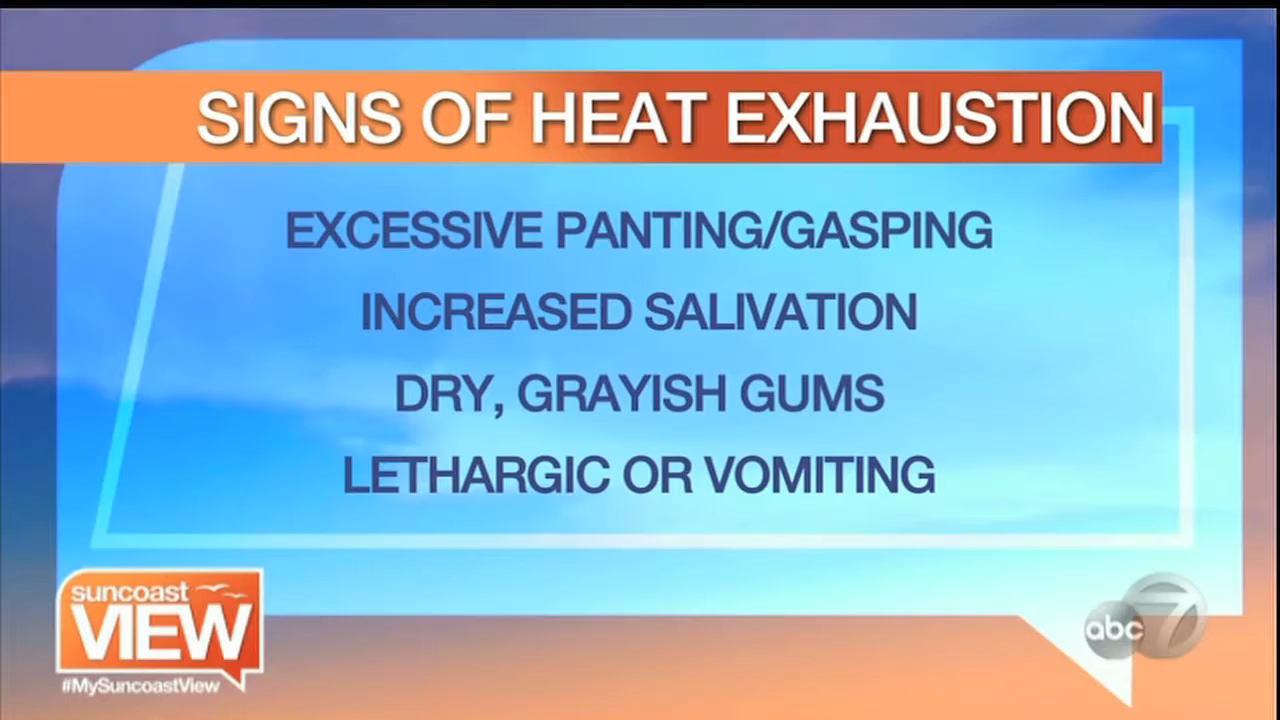 SIGNS OF HEAT EXHAUSTION
EXCESSIVE PANTING/GASPING
INCREASED SALIVATION
DRY, GRAYISH GUMS
LETHARGIC OR VOMITING
suncoast
VIEW
#MySuncoastView
abc 7